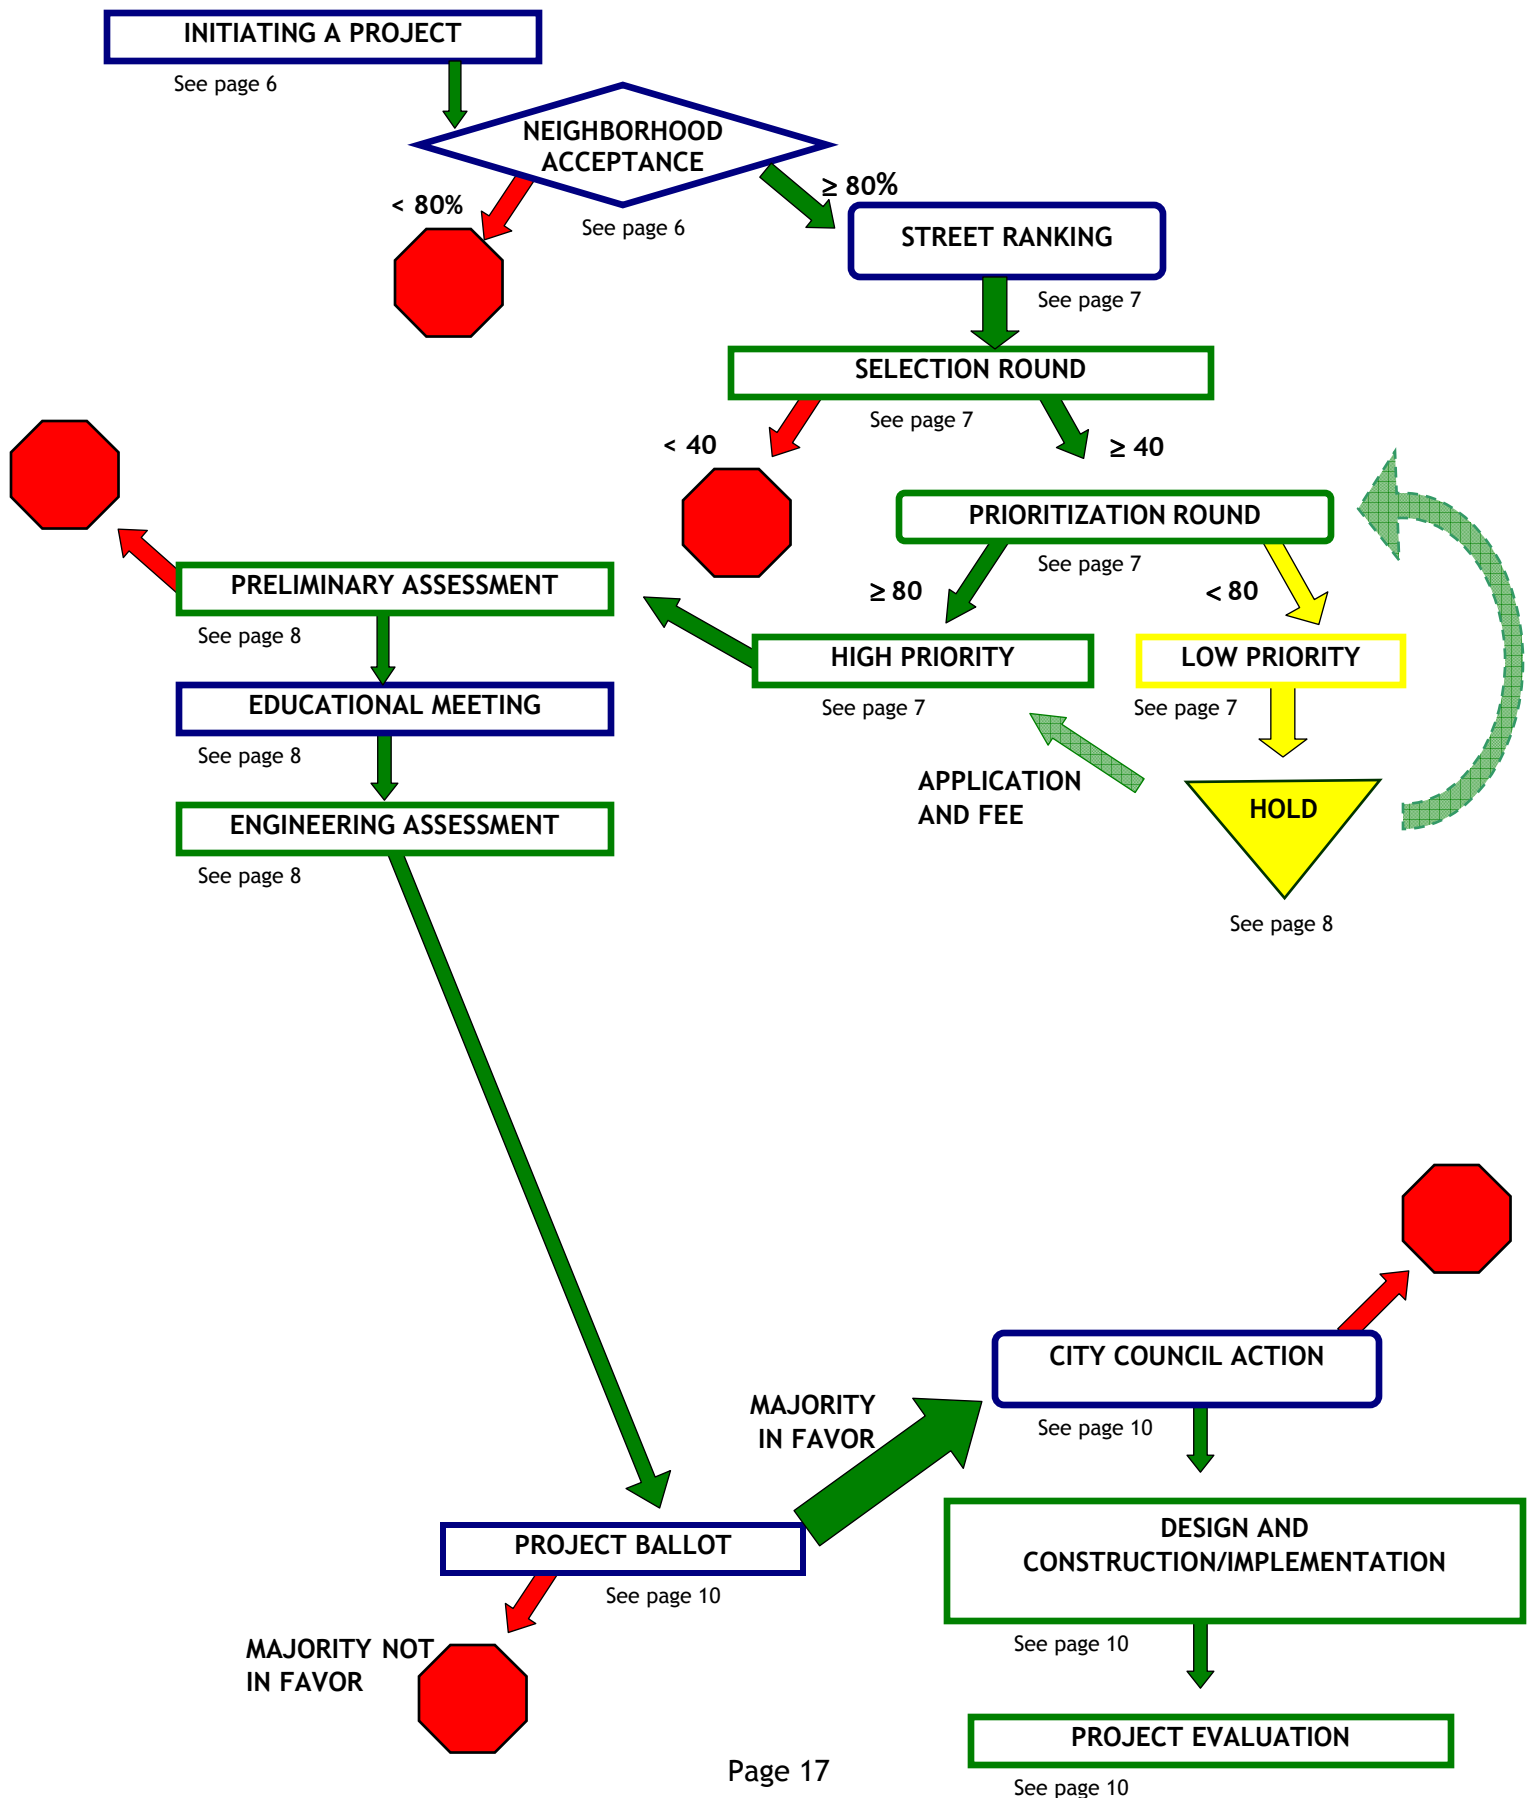 INITIATING A PROJECT
See page 6
NEIGHBORHOOD
ACCEPTANCE
< 80%
≥ 80%
See page 6
STREET RANKING
See page 7
SELECTION ROUND
See page 7
< 40
≥ 40
PRIORITIZATION ROUND
See page 7
≥ 80
< 80
HIGH PRIORITY
See page 7
LOW PRIORITY
See page 7
APPLICATION
AND FEE
HOLD
See page 8
PRELIMINARY ASSESSMENT
See page 8
EDUCATIONAL MEETING
See page 8
ENGINEERING ASSESSMENT
See page 8
PROJECT BALLOT
See page 10
MAJORITY NOT
IN FAVOR
MAJORITY
IN FAVOR
CITY COUNCIL ACTION
See page 10
DESIGN AND
CONSTRUCTION/IMPLEMENTATION
See page 10
PROJECT EVALUATION
See page 10
Page 17